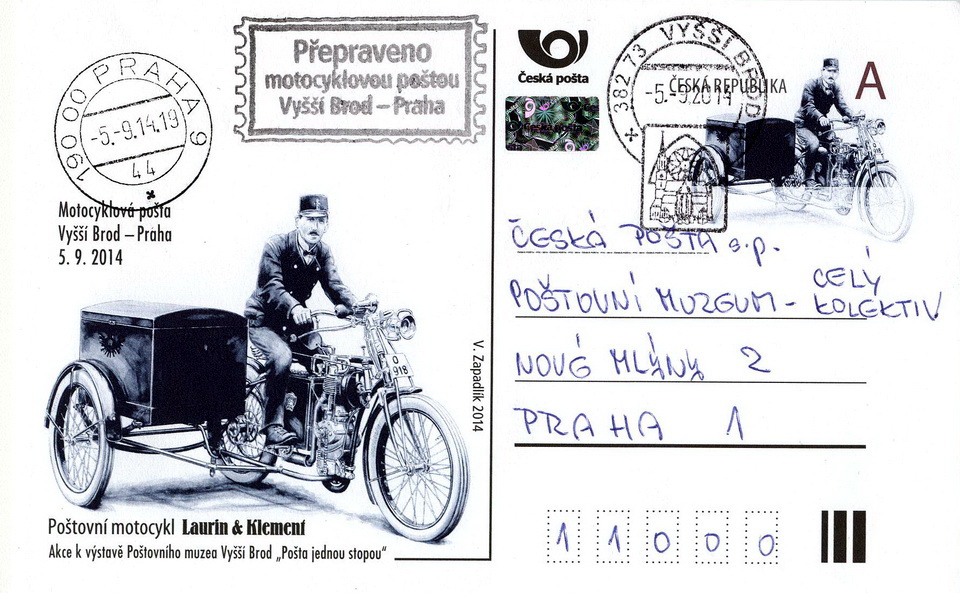 190 00 PRAHA 9
-5.-9.14.19
44
Přepraveno
motocyklovou poštou
Vyšší Brod – Praha
Motocyklová pošta
Vyšší Brod – Praha
5. 9. 2014
O
918
V. Zapadlík 2014
Poštovní motocykl Laurin & Klement
Akce k výstavě Poštovního muzea Vyšší Brod „Pošta jednou stopou“
Česká pošta
382 73 VYŠŠÍ BROD
-5.-9.2014
ČESKÁ REPUBLIKA
A
ČESKÁ POŠTA s.p.
POŠTOVNÍ MUZEUM – CELÝ
KOLEKTIV
NOVÉ MLÝNY 2
PRAHA 1
1 1 0 0 0